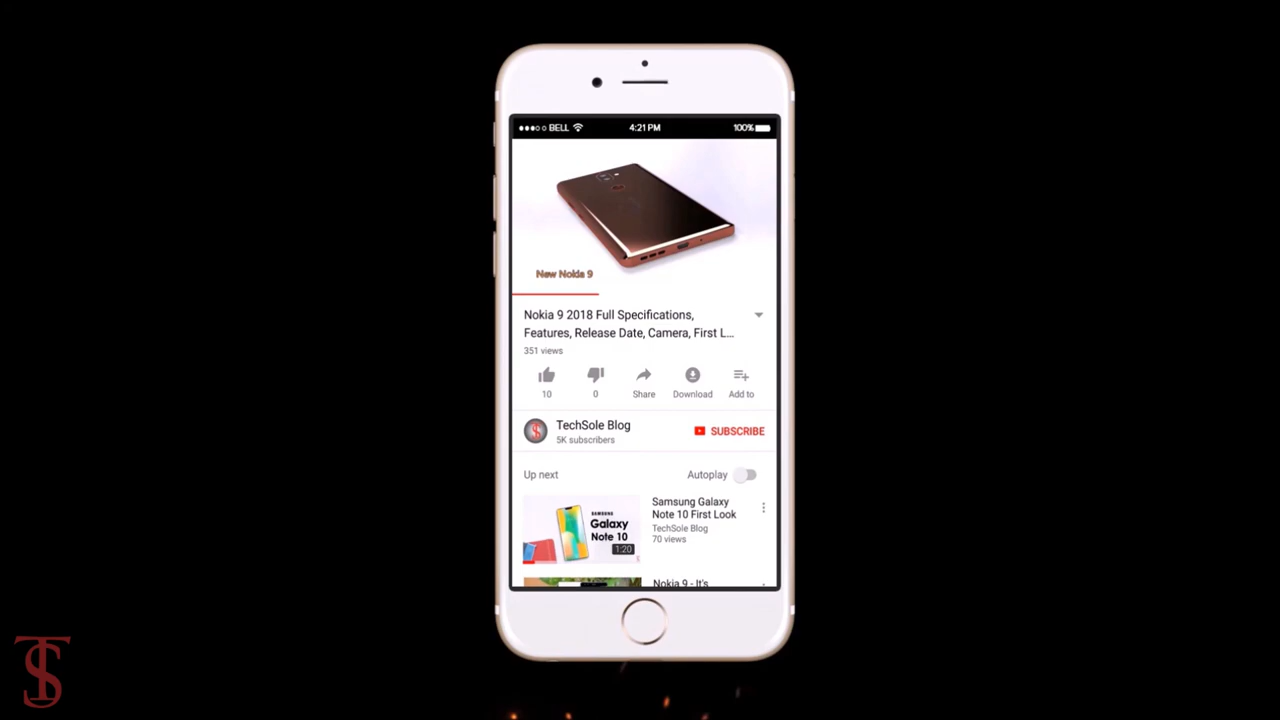 BELL
4:21 PM
100%
New Nokia 9
Nokia 9 2018 Full Specifications,
Features, Release Date, Camera, First L...
351 views
10
0
Share
Download
Add to
TechSole Blog
5K subscribers
SUBSCRIBE
Up next
Autoplay
SAMSUNG
Galaxy
Note 10
1:20
Samsung Galaxy
Note 10 First Look
TechSole Blog
70 views
Nokia 9 - It's
TS